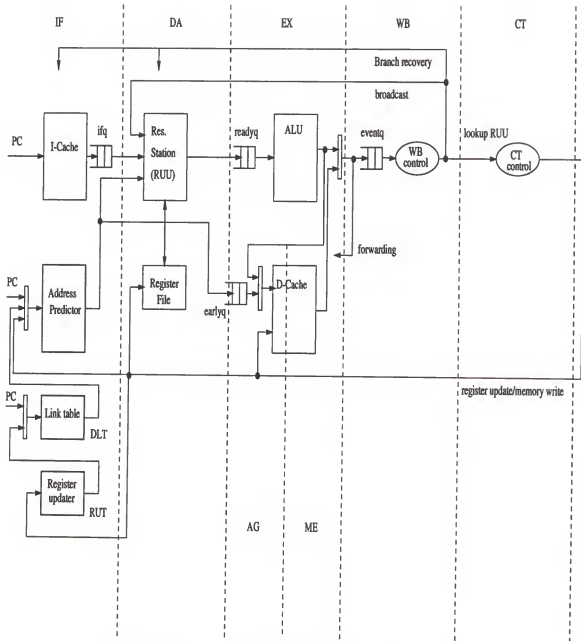 IF DA EX WB CT
Branch recovery
broadcast
PC
I-Cache
ifq
Res.
Station
(RUU)
readyq
ALU
eventq
WB
control
lookup RUU
CT
control
forwarding
PC
Address
Predictor
Register
File
earlyq
D-Cache
register update/memory write
PC
Link table
DLT
Register
updater
RUT
AG
ME